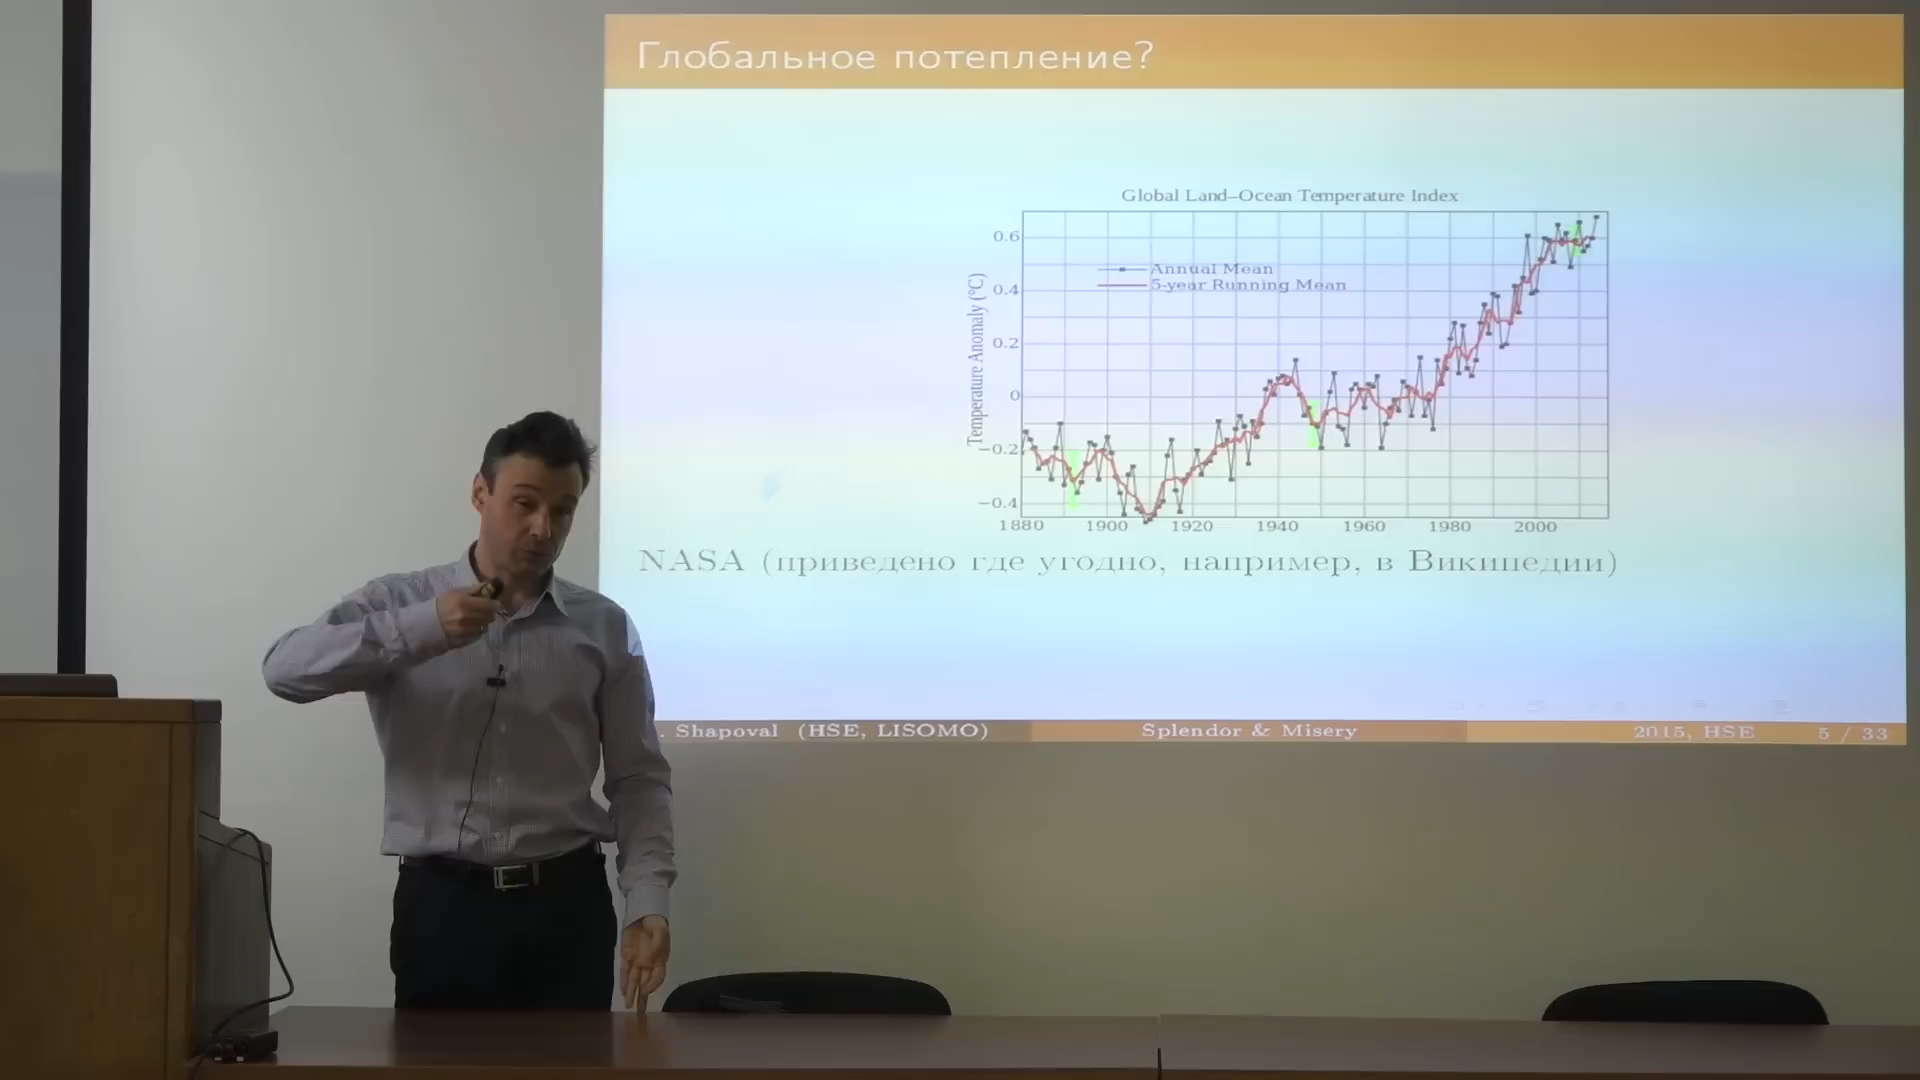 Глобальное потепление?
Global Land–Ocean Temperature Index
Temperature Anomaly (°C)
0.6
0.4
0.2
0
−0.2
−0.4
Annual Mean
5-year Running Mean
1880 1900 1920 1940 1960 1980 2000
NASA (приведено где угодно, например, в Википедии)
. Shapoval (HSE, LISOMO) Splendor & Misery 2015, HSE 5 / 33